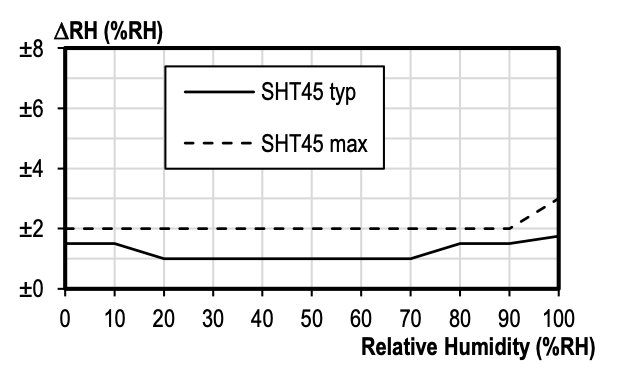 ΔRH (%RH)
±8
±6
±4
±2
±0
SHT45 typ
SHT45 max
0 10 20 30 40 50 60 70 80 90 100
Relative Humidity (%RH)